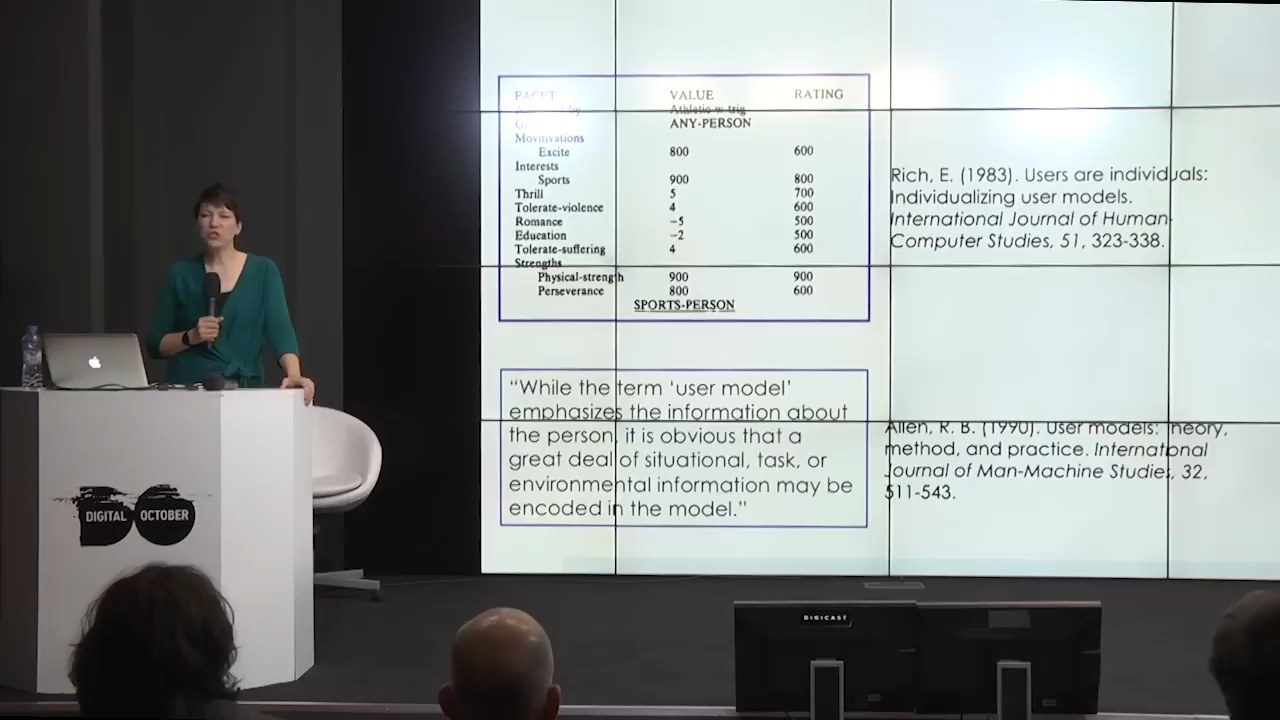 FACET VALUE RATING
Athletic-w-trig
ANY-PERSON
Movitivations
Excite 800 600
Interests
Sports 900 800
Thrill 5 700
Tolerate-violence 4 600
Romance −5 500
Education −2 500
Tolerate-suffering 4 600
Strengths
Physical-strength 900 900
Perseverance 800 600
SPORTS-PERSON
Rich, E. (1983). Users are individuals:
Individualizing user models.
International Journal of Human-
Computer Studies, 51, 323-338.
“While the term ‘user model’
emphasizes the information about
the person, it is obvious that a
great deal of situational, task, or
environmental information may be
encoded in the model.”
Allen, R. B. (1990). User models: Theory,
method, and practice. International
Journal of Man-Machine Studies, 32,
511-543.
DIGITAL OCTOBER
DIGICAST